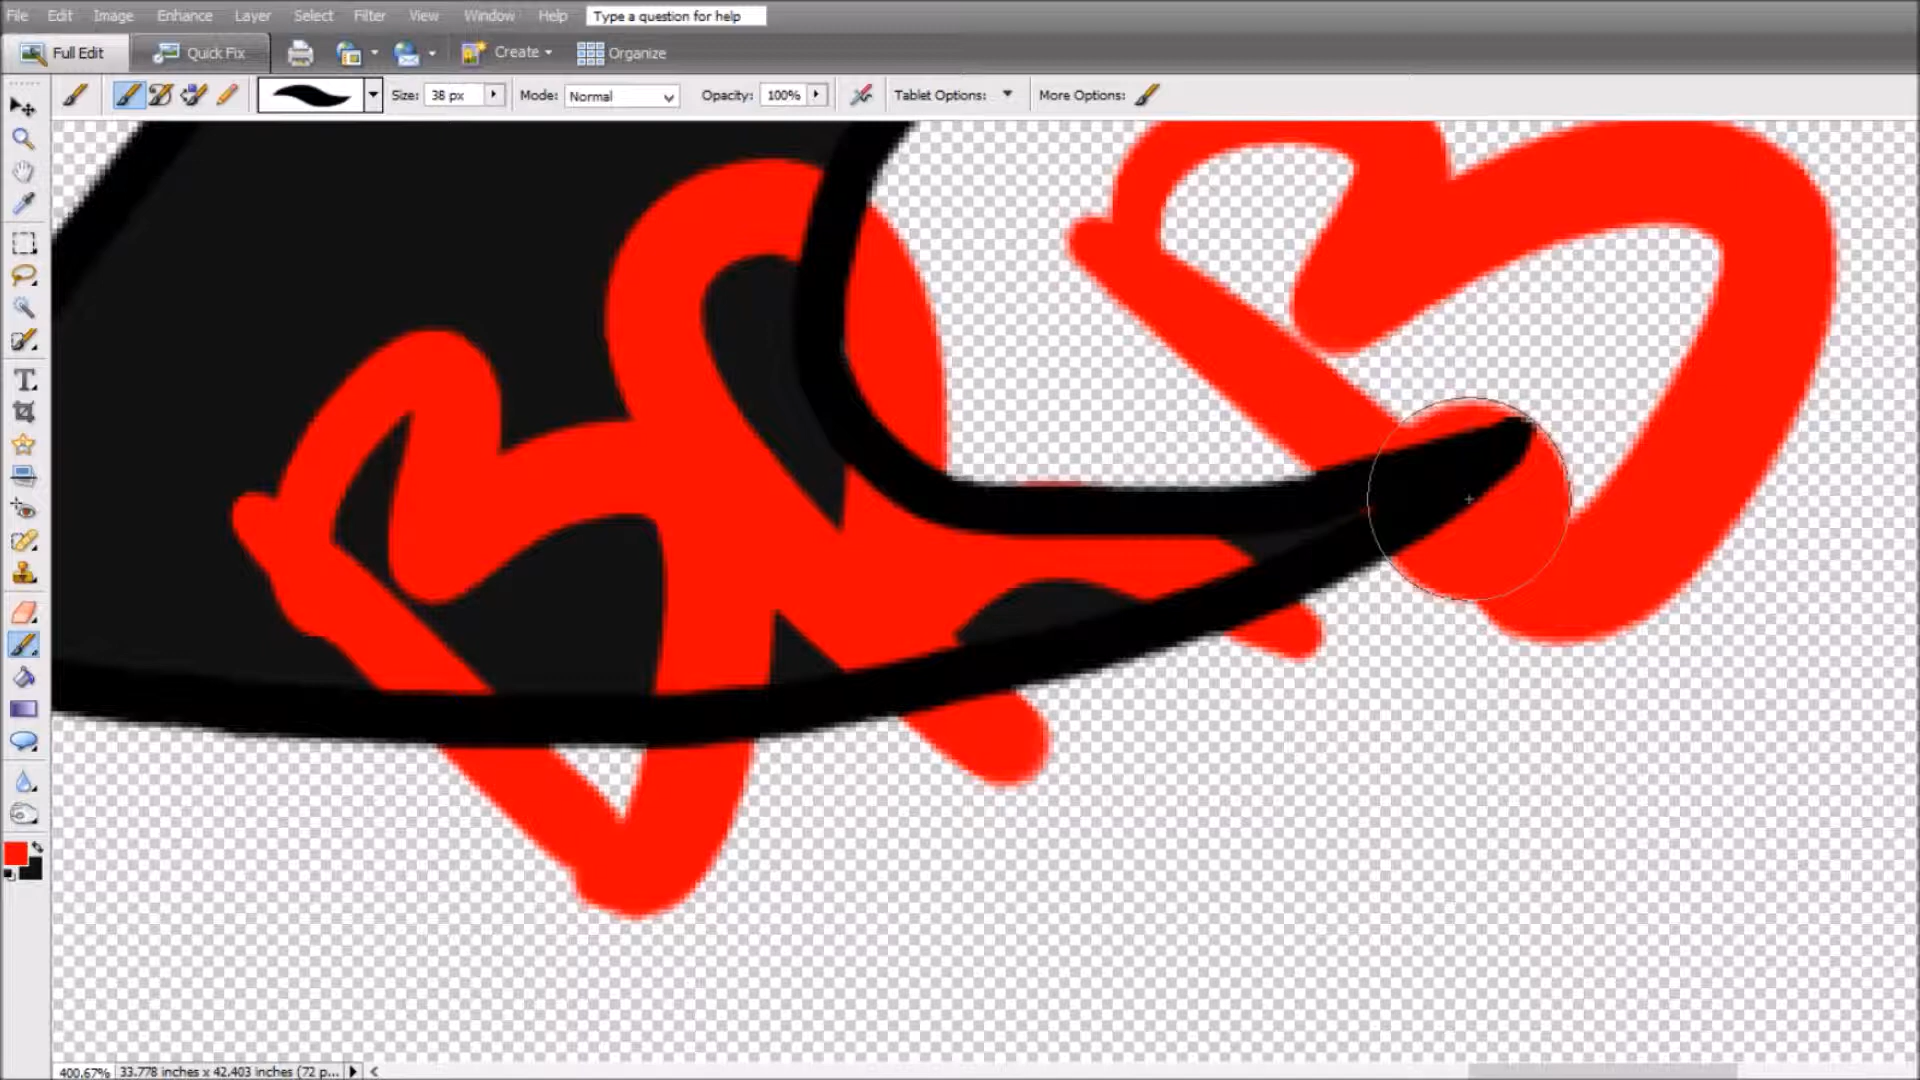 File Edit Image Enhance Layer Select Filter View Window Help Type a question for help
Full Edit Quick Fix Create Organize
Size: 38 px Mode: Normal Opacity: 100% Tablet Options: More Options:
400.67% 33.778 inches x 42.403 inches (72 p...